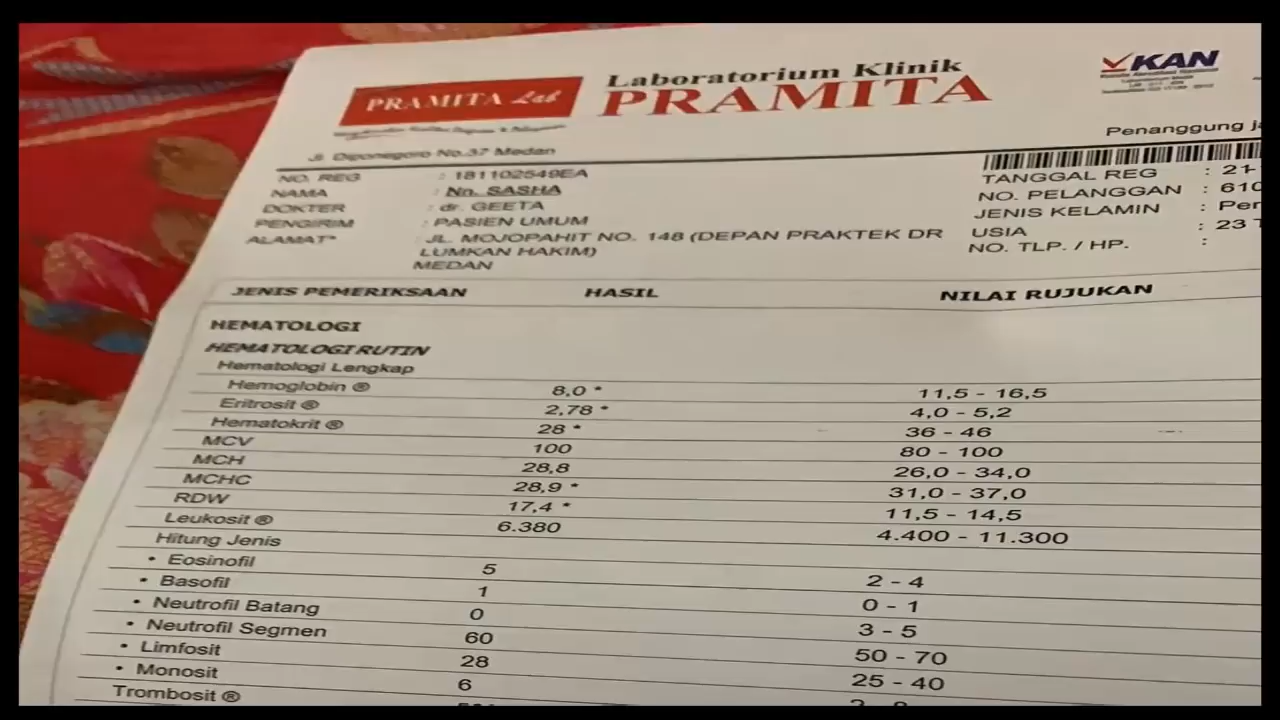 PRAMITA Lab
Laboratorium Klinik
PRAMITA
KAN
Jl. Diponegoro No.37 Medan
Penanggung j
NO. REG : 181102549EA
NAMA : Nn. SASHA
DOKTER : dr. GEETA
PENGIRIM : PASIEN UMUM
ALAMAT* : JL. MOJOPAHIT NO. 148 (DEPAN PRAKTEK DR
LUMKAN HAKIM)
MEDAN
TANGGAL REG : 21-
NO. PELANGGAN : 610
JENIS KELAMIN : Per
USIA : 23 T
NO. TLP. / HP. :
JENIS PEMERIKSAAN HASIL NILAI RUJUKAN
HEMATOLOGI
HEMATOLOGI RUTIN
Hematologi Lengkap
Hemoglobin ® 8,0 * 11,5 - 16,5
Eritrosit ® 2,78 * 4,0 - 5,2
Hematokrit ® 28 * 36 - 46
MCV 100 80 - 100
MCH 28,8 26,0 - 34,0
MCHC 28,9 * 31,0 - 37,0
RDW 17,4 * 11,5 - 14,5
Leukosit ® 6.380 4.400 - 11.300
Hitung Jenis
• Eosinofil 5 2 - 4
• Basofil 1 0 - 1
• Neutrofil Batang 0 3 - 5
• Neutrofil Segmen 60 50 - 70
• Limfosit 28 25 - 40
• Monosit 6
Trombosit ®